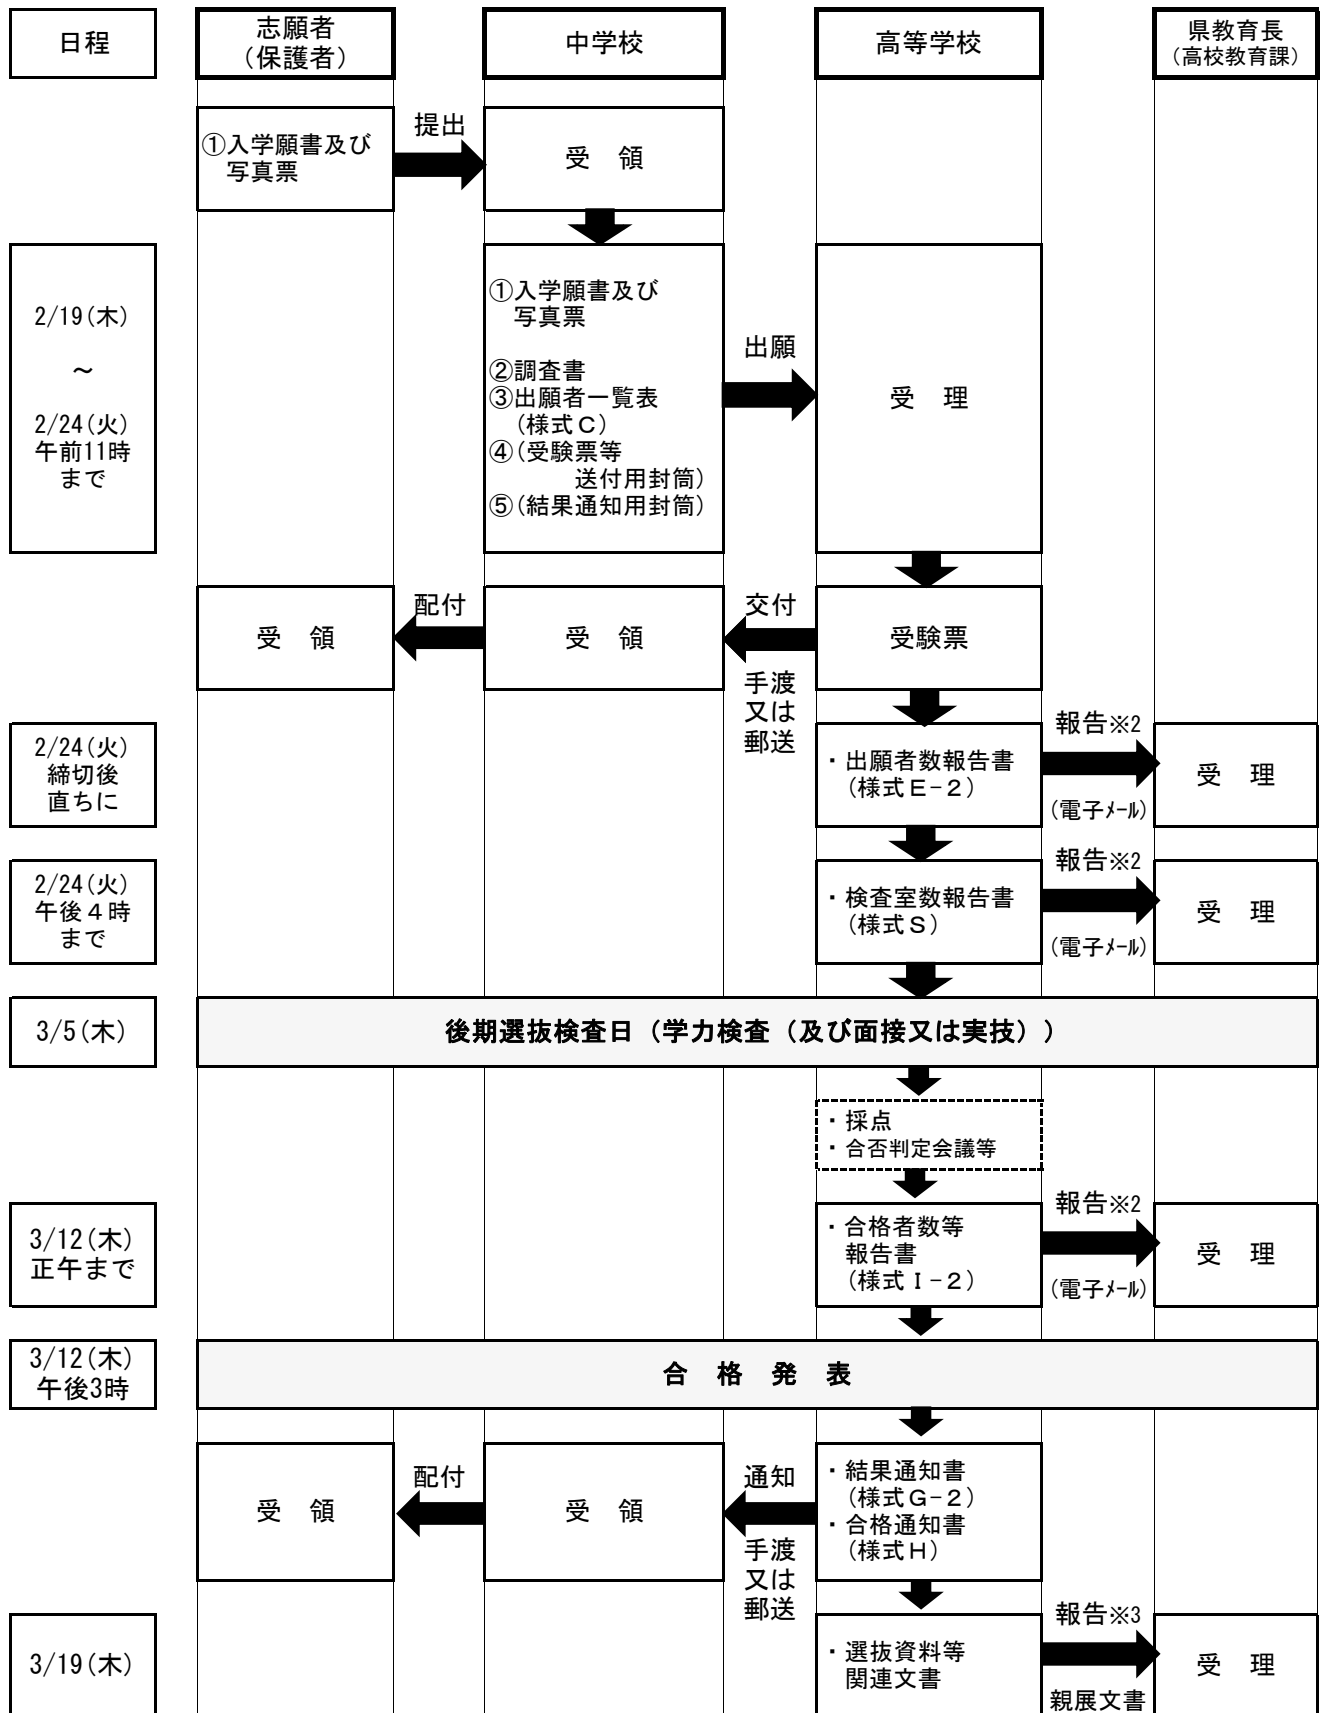 日程
志願者
（保護者）
中学校
高等学校
県教育長
（高校教育課）
①入学願書及び
写真票
提出
受　領
2/19(木)
～
2/24(火)
午前11時
まで
①入学願書及び
写真票
②調査書
③出願者一覧表
（様式Ｃ）
④（受験票等
送付用封筒）
⑤（結果通知用封筒）
出願
受　理
受　領
配付
受　領
交付
手渡
又は
郵送
受験票
2/24(火)
締切後
直ちに
・出願者数報告書
（様式Ｅ−２）
報告※2
(電子ﾒｰﾙ)
受　理
2/24(火)
午後４時
まで
・検査室数報告書
（様式Ｓ）
報告※2
(電子ﾒｰﾙ)
受　理
3/5(木)
後期選抜検査日（学力検査（及び面接又は実技））
・採点
・合否判定会議等
3/12(木)
正午まで
・合格者数等
報告書
（様式Ｉ−２）
報告※2
(電子ﾒｰﾙ)
受　理
3/12(木)
午後3時
合　格　発　表
受　領
配付
受　領
通知
手渡
又は
郵送
・結果通知書
（様式Ｇ−２）
・合格通知書
（様式Ｈ）
3/19(木)
・選抜資料等
関連文書
報告※3
親展文書
受　理